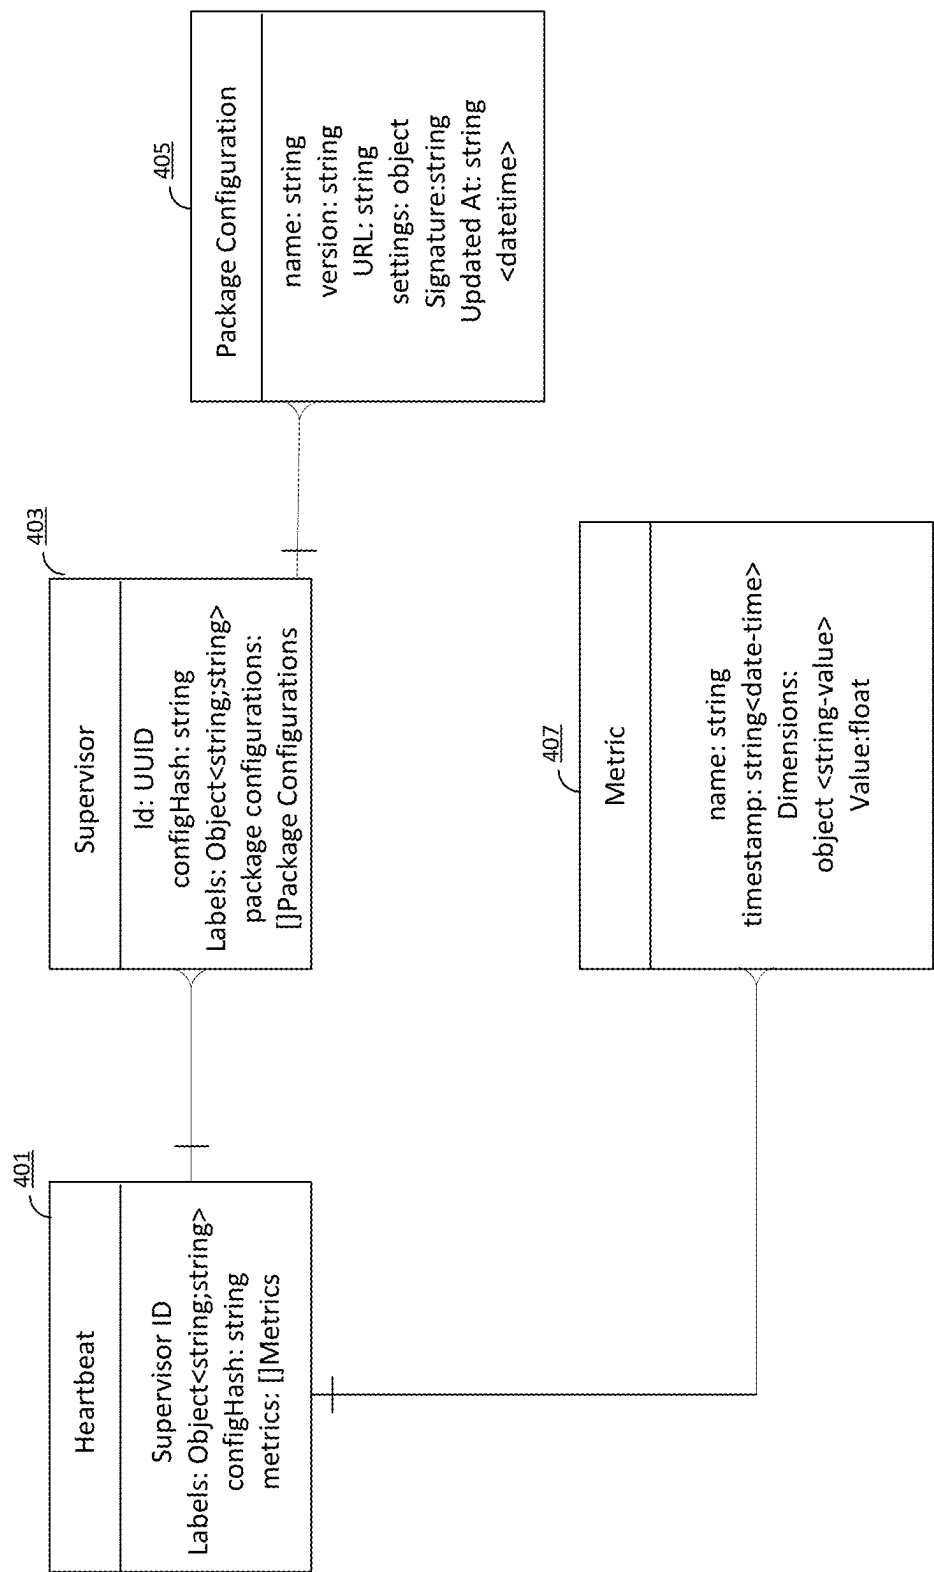 401
Heartbeat
Supervisor ID
Labels: Object<string;string>
configHash: string
metrics: []Metrics
403
Supervisor
Id: UUID
configHash: string
Labels: Object<string;string>
package configurations:
[]Package Configurations
405
Package Configuration
name: string
version: string
URL: string
settings: object
Signature:string
Updated At: string
<datetime>
407
Metric
name: string
timestamp: string<date-time>
Dimensions:
object <string-value>
Value:float